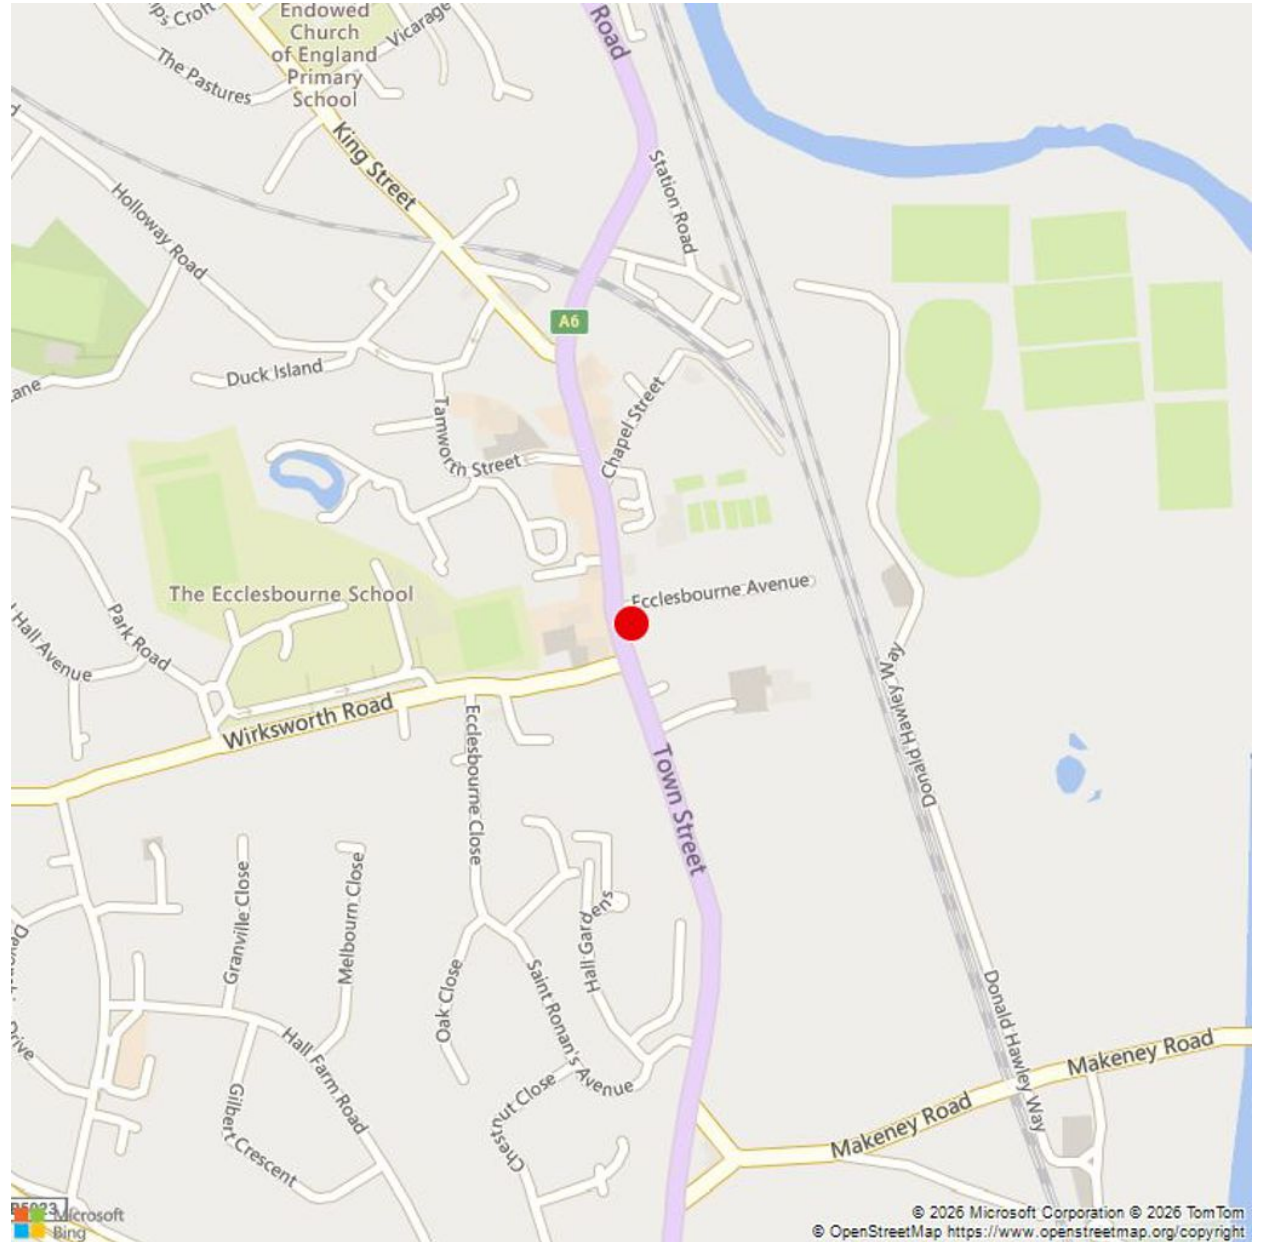 Road
Endowed
Church
of England
Primary
School
Vicarage
The Pastures
King Street
Station Road
Holloway Road
A6
Duck Island
Tamworth Street
Chapel Street
The Ecclesbourne School
Ecclesbourne Avenue
Park Road
Hall Avenue
Wirksworth Road
Ecclesbourne Close
Town Street
Donald Hawley Way
Granville Close
Melbourn Close
Hall Gardens
Oak Close
Saint Ronan's Avenue
Drive
Hall Farm Road
Gilbert Crescent
Chestnut Close
Donald Hawley Way
Makeney Road
Makeney Road
Microsoft
Bing
© 2026 Microsoft Corporation © 2026 TomTom
© OpenStreetMap https://www.openstreetmap.org/copyright